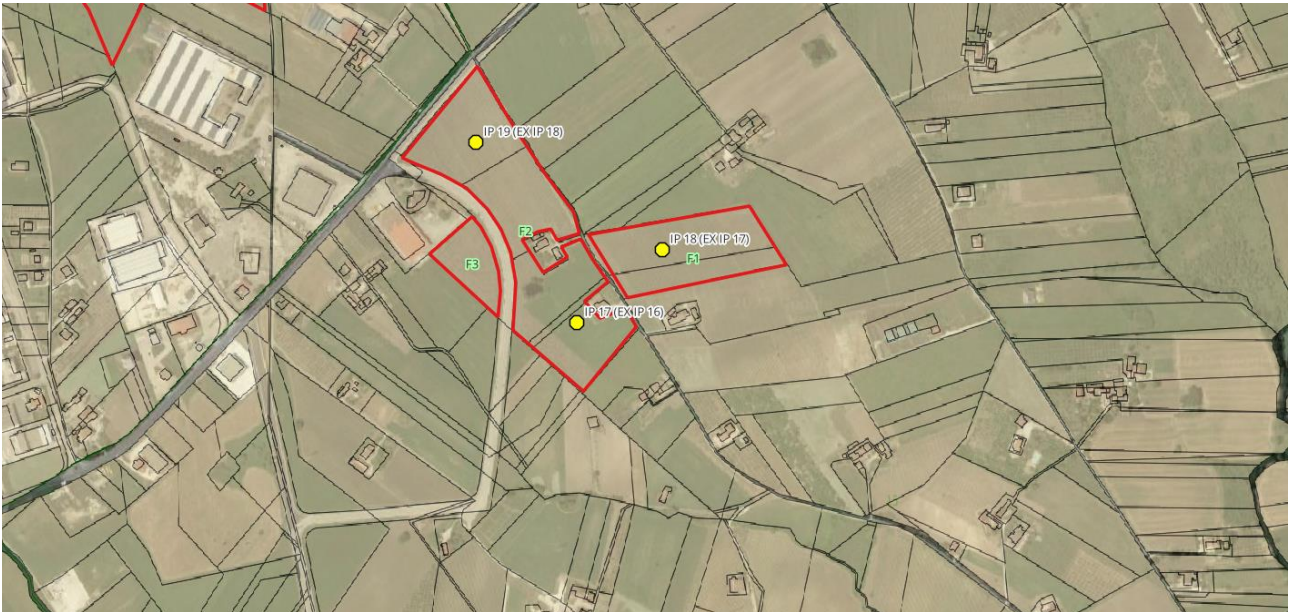 IP 19 (EX IP 18)
F2
IP 18 (EX IP 17)
F1
F3
IP 17 (EX IP 16)